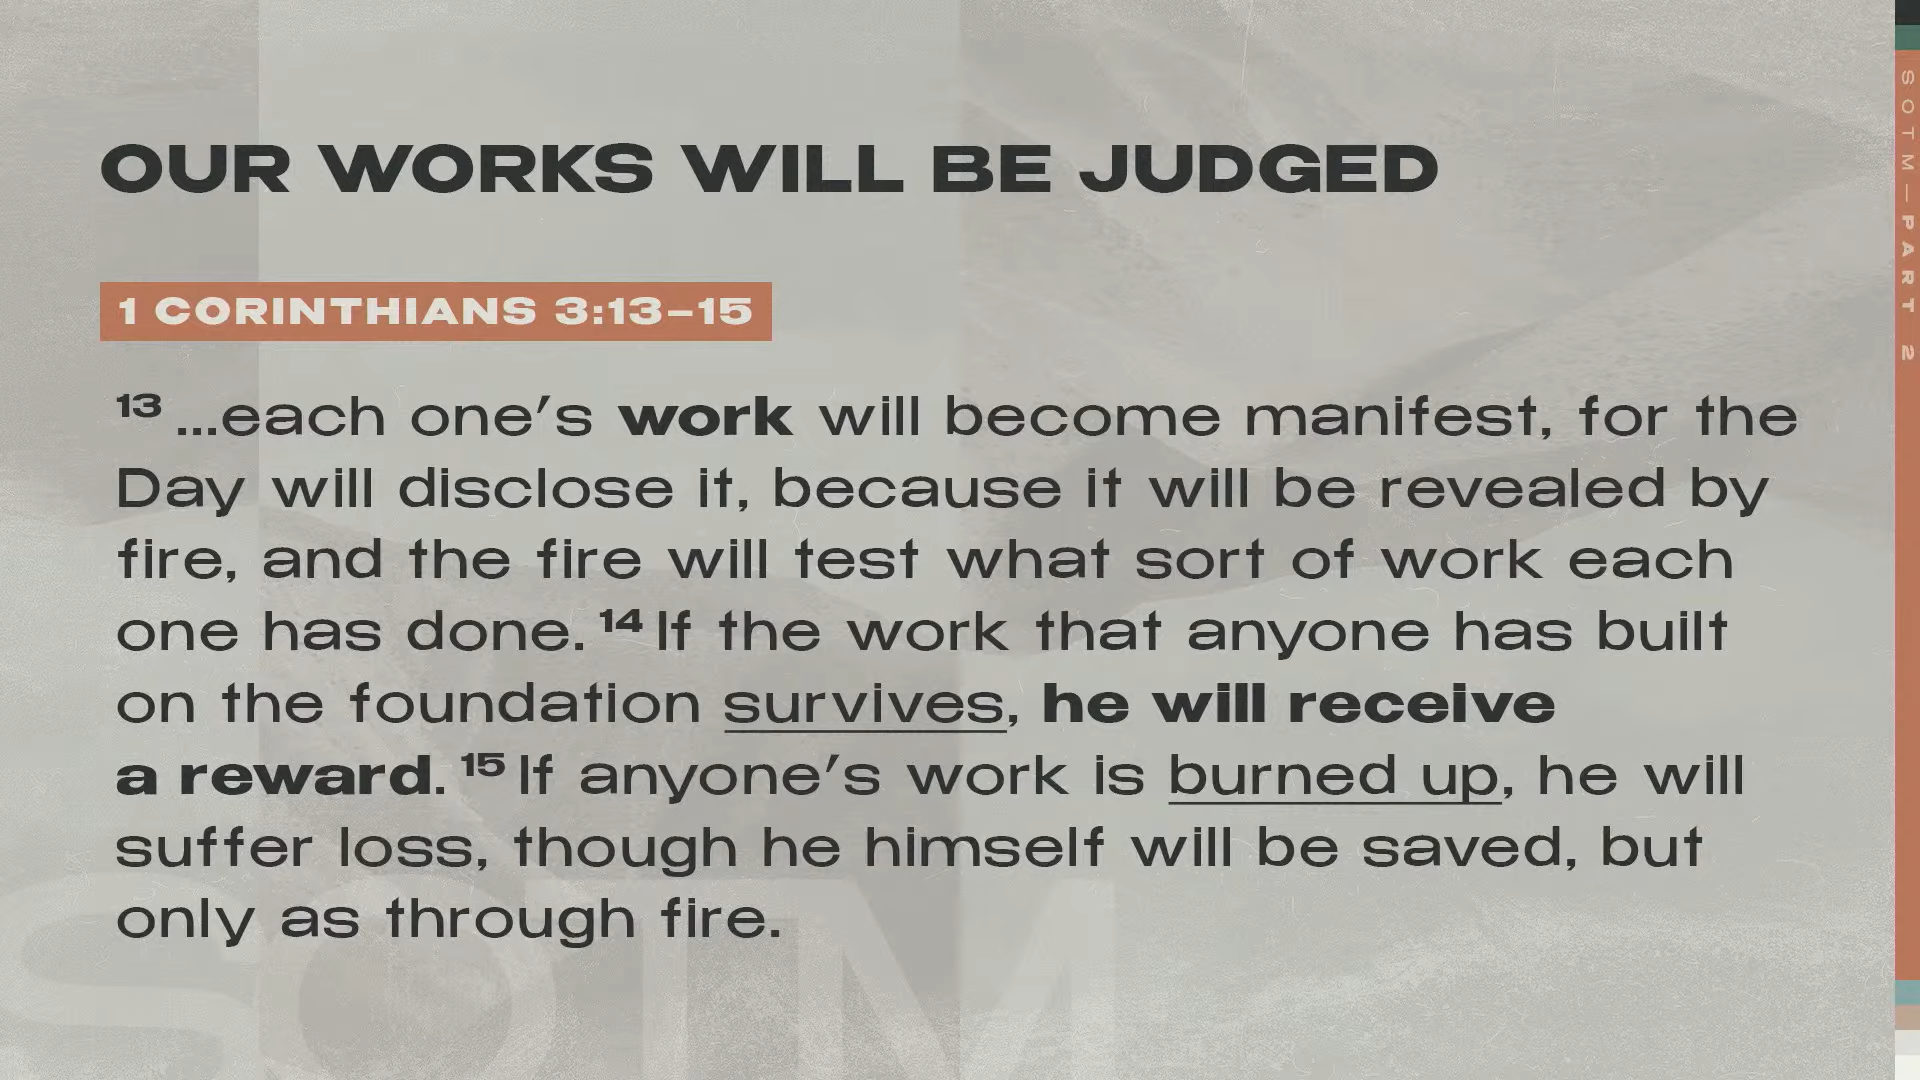 OUR WORKS WILL BE JUDGED
1 CORINTHIANS 3:13–15
13 ...each one's work will become manifest, for the
Day will disclose it, because it will be revealed by
fire, and the fire will test what sort of work each
one has done. 14 If the work that anyone has built
on the foundation survives, he will receive
a reward. 15 If anyone's work is burned up, he will
suffer loss, though he himself will be saved, but
only as through fire.
SOTM
SOTM—PART 2